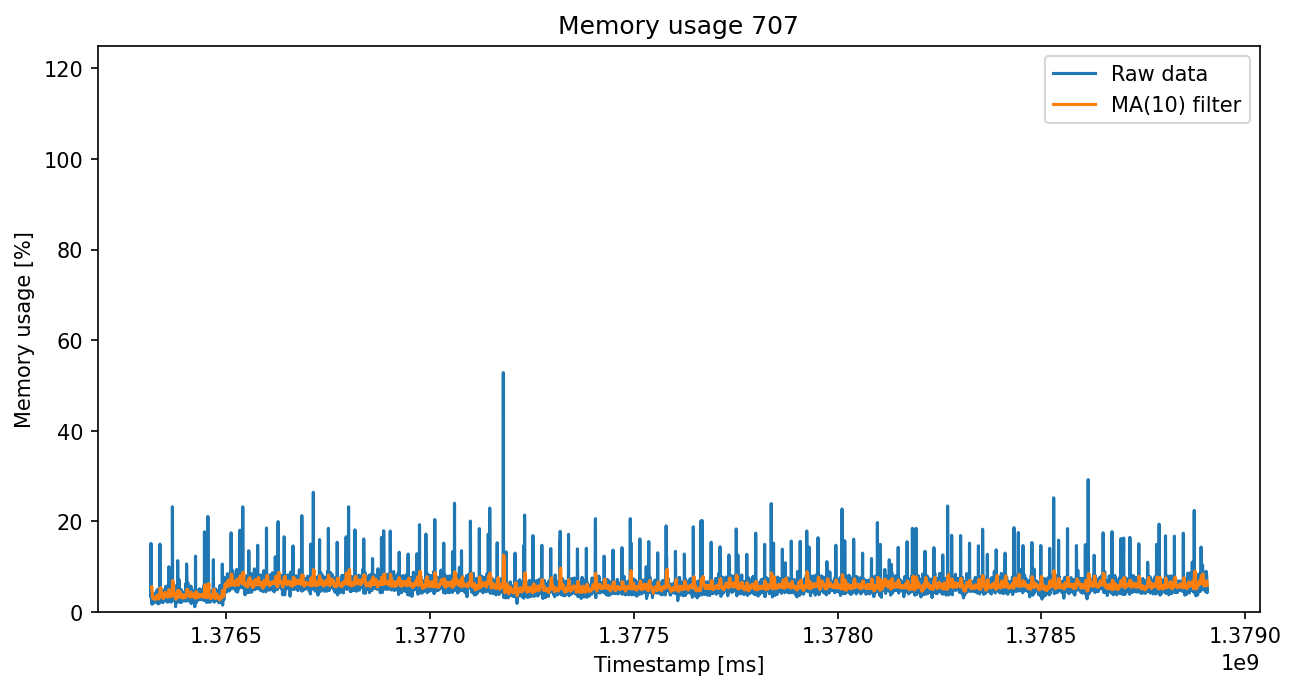 Memory usage 707
Raw data
MA(10) filter
120
100
80
60
40
20
0
Memory usage [%]
1.3765 1.3770 1.3775 1.3780 1.3785 1.3790
1e9
Timestamp [ms]